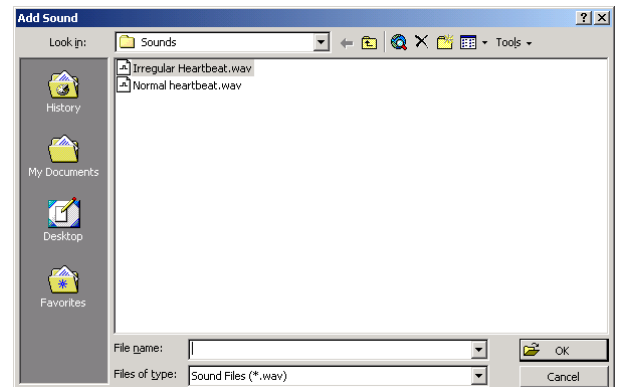 Add Sound
Look in: Sounds Tools
Irregular Heartbeat.wav
Normal heartbeat.wav
History
My Documents
Desktop
Favorites
File name: OK
Files of type: Sound Files (*.wav) Cancel